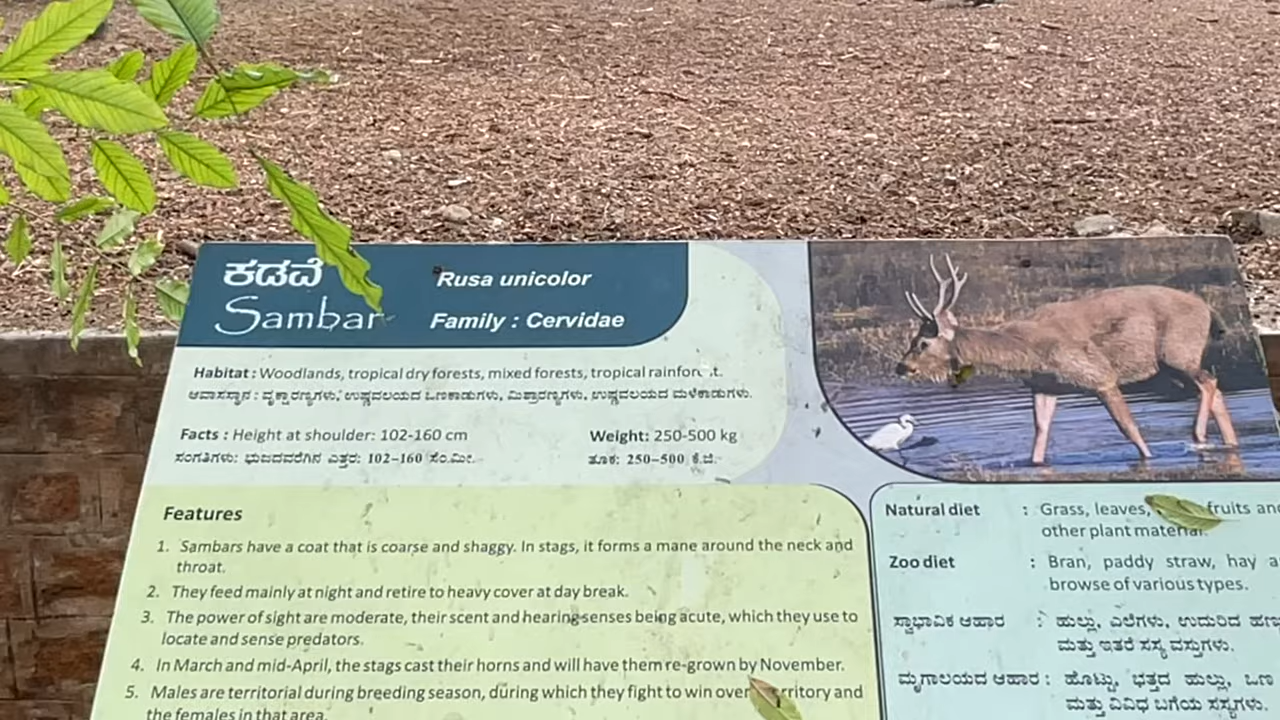 ಕಡವೆ
Sambar
Rusa unicolor
Family : Cervidae
Habitat : Woodlands, tropical dry forests, mixed forests, tropical
ಆವಾಸಸ್ಥಾನ : ವೃಕ್ಷಾರಣ್ಯಗಳು, ಉಷ್ಣವಲಯದ ಒಣಕಾಡುಗಳು, ಮಿಶ್ರಾರಣ್ಯಗಳು, ಉಷ್ಣವಲಯದ ಮಳೆಕಾಡುಗಳು.
Facts : Height at shoulder: 102-160 cm
Weight: 250-500 kg
ಸಂಗತಿಗಳು: ಭುಜದವರೆಗಿನ ಎತ್ತರ: 102-160 ಸೆಂ.ಮೀ.
ತೂಕ: 250-500 ಕೆ.ಜಿ.
Features
1. Sambars have a coat that is coarse and shaggy. In stags, it forms a mane around the neck and
throat.
2. They feed mainly at night and retire to heavy cover at day break.
3. The power of sight are moderate, their scent and hearing senses being acute, which they use to
locate and sense predators.
4. In March and mid-April, the stags cast their horns and will have them re-grown by November.
5. Males are territorial during breeding season, during which they fight to win over and
the females in that area.
Natural diet : Grass, leaves, fruits and
other plant material.
Zoo diet : Bran, paddy straw, hay
browse of various types.
ಸ್ವಾಭಾವಿಕ ಆಹಾರ : ಹುಲ್ಲು, ಎಲೆಗಳು, ಉದುರಿದ
ಮತ್ತು ಇತರೆ ಸಸ್ಯ ವಸ್ತುಗಳು.
ಮೃಗಾಲಯದ ಆಹಾರ : ಹೊಟ್ಟು, ಭತ್ತದ ಹುಲ್ಲು, ಒಣ
ಮತ್ತು ವಿವಿಧ ಬಗೆಯ ಸಸ್ಯಗಳು.